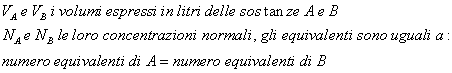 V_A e V_B i volumi espressi in litri delle sostanze A e B
N_A e N_B le loro concentrazioni normali, gli equivalenti sono uguali a :
numero equivalenti di A = numero equivalenti di B